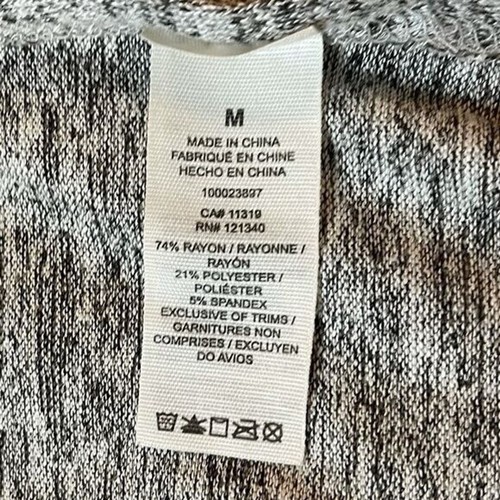 M
MADE IN CHINA
FABRIQUÉ EN CHINE
HECHO EN CHINA
100023897
CA# 11319
RN# 121340
74% RAYON / RAYONNE /
RAYÓN
21% POLYESTER /
POLIÉSTER
5% SPANDEX
EXCLUSIVE OF TRIMS /
GARNITURES NON
COMPRISES / EXCLUYEN
DO AVIOS